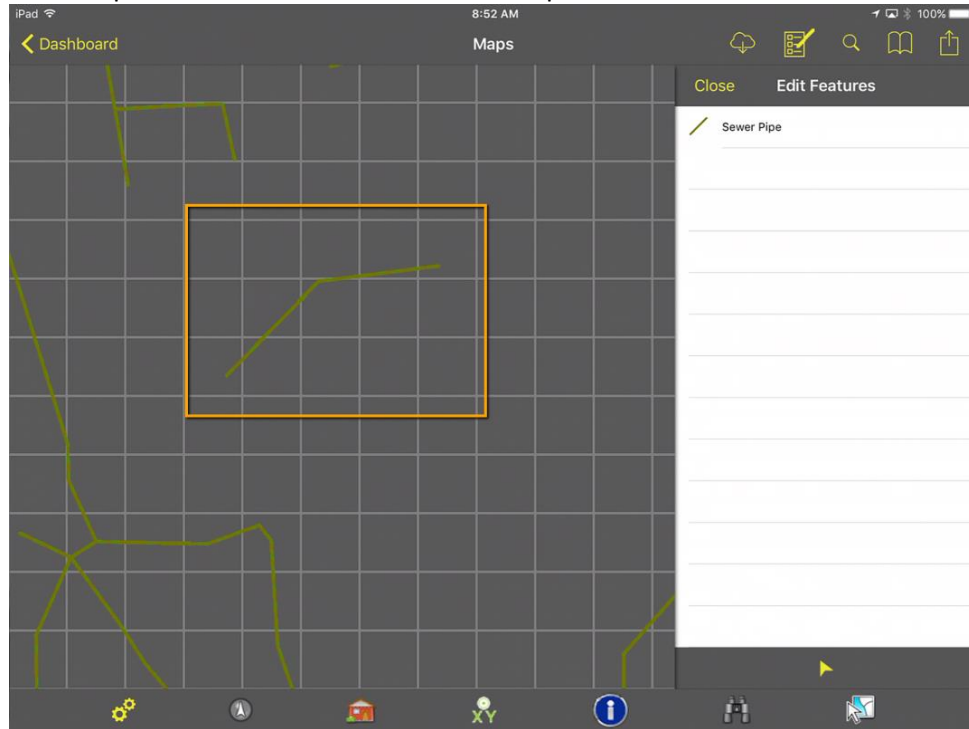 iPad 8:52 AM 100%
Dashboard Maps
Close Edit Features
Sewer Pipe
XY